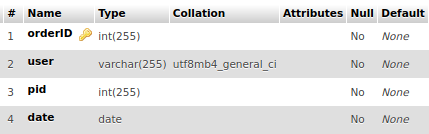 # Name Type Collation Attributes Null Default
1 orderID int(255) No None
2 user varchar(255) utf8mb4_general_ci No None
3 pid int(255) No None
4 date date No None